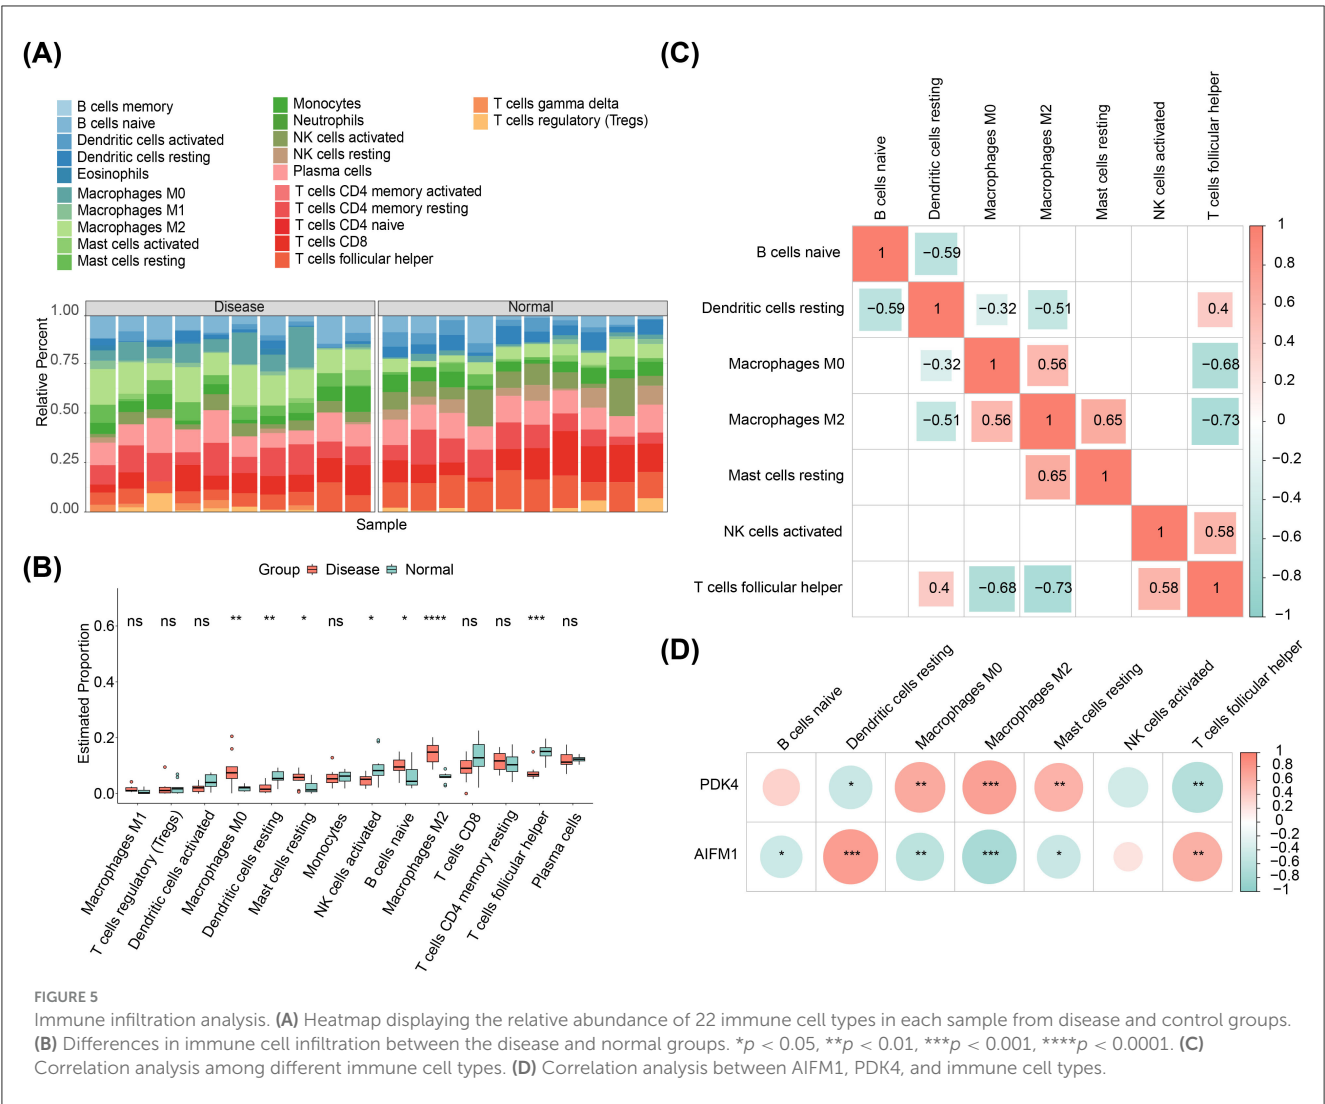 (A)
B cells memory
B cells naive
Dendritic cells activated
Dendritic cells resting
Eosinophils
Macrophages M0
Macrophages M1
Macrophages M2
Mast cells activated
Mast cells resting
Monocytes
Neutrophils
NK cells activated
NK cells resting
Plasma cells
T cells CD4 memory activated
T cells CD4 memory resting
T cells CD4 naive
T cells CD8
T cells follicular helper
T cells gamma delta
T cells regulatory (Tregs)
Disease
Normal
Relative Percent
1.00
0.75
0.50
0.25
0.00
Sample
(B)
Group Disease Normal
Estimated Proportion
0.6
0.4
0.2
0.0
ns ns ns ** ** * ns * * **** ns ns *** ns
Macrophages M1
T cells regulatory (Tregs)
Dendritic cells activated
Macrophages M0
Dendritic cells resting
Mast cells resting
Monocytes
NK cells activated
B cells naive
Macrophages M2
T cells CD8
T cells CD4 memory resting
T cells follicular helper
Plasma cells
(C)
B cells naive
Dendritic cells resting
Macrophages M0
Macrophages M2
Mast cells resting
NK cells activated
T cells follicular helper
B cells naive 1 −0.59
Dendritic cells resting −0.59 1 −0.32 −0.51 0.4
Macrophages M0 −0.32 1 0.56 −0.68
Macrophages M2 −0.51 0.56 1 0.65 −0.73
Mast cells resting 0.65 1
NK cells activated 1 0.58
T cells follicular helper 0.4 −0.68 −0.73 0.58 1
1
0.8
0.6
0.4
0.2
0
−0.2
−0.4
−0.6
−0.8
−1
(D)
B cells naive
Dendritic cells resting
Macrophages M0
Macrophages M2
Mast cells resting
NK cells activated
T cells follicular helper
PDK4 * ** *** ** **
AIFM1 * *** ** *** * **
1
0.8
0.6
0.4
0.2
0
−0.2
−0.4
−0.6
−0.8
−1
FIGURE 5
Immune infiltration analysis. (A) Heatmap displaying the relative abundance of 22 immune cell types in each sample from disease and control groups.
(B) Differences in immune cell infiltration between the disease and normal groups. *p < 0.05, **p < 0.01, ***p < 0.001, ****p < 0.0001. (C)
Correlation analysis among different immune cell types. (D) Correlation analysis between AIFM1, PDK4, and immune cell types.